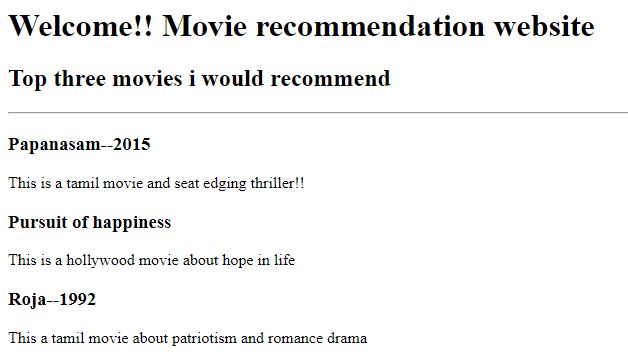 Welcome!! Movie recommendation website
Top three movies i would recommend
Papanasam--2015
This is a tamil movie and seat edging thriller!!
Pursuit of happiness
This is a hollywood movie about hope in life
Roja--1992
This a tamil movie about patriotism and romance drama